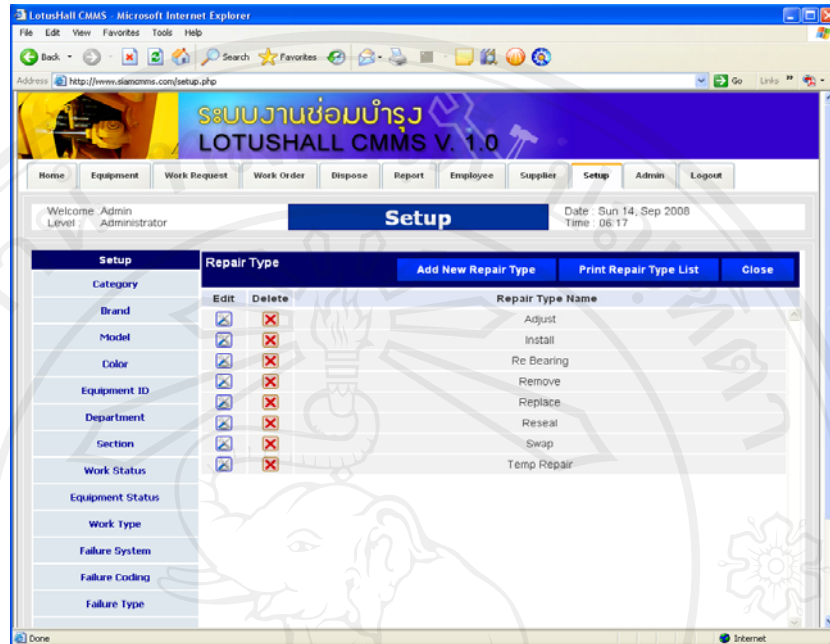 LotusHall CMMS - Microsoft Internet Explorer
File Edit View Favorites Tools Help
Back Search Favorites
Address http://www.siamcmms.com/setup.php Go Links »
ระบบงานซ่อมบำรุง
LOTUSHALL CMMS V. 1.0
Home Equipment Work Request Work Order Dispose Report Employee Supplier Setup Admin Logout
Welcome : Admin
Level : Administrator
Setup
Date : Sun 14, Sep 2008
Time : 06:17
Setup
Category
Brand
Model
Color
Equipment ID
Department
Section
Work Status
Equipment Status
Work Type
Failure System
Failure Coding
Failure Type
Repair Type Add New Repair Type Print Repair Type List Close
Edit Delete Repair Type Name
Adjust
Install
Re Bearing
Remove
Replace
Reseal
Swap
Temp Repair
Done Internet